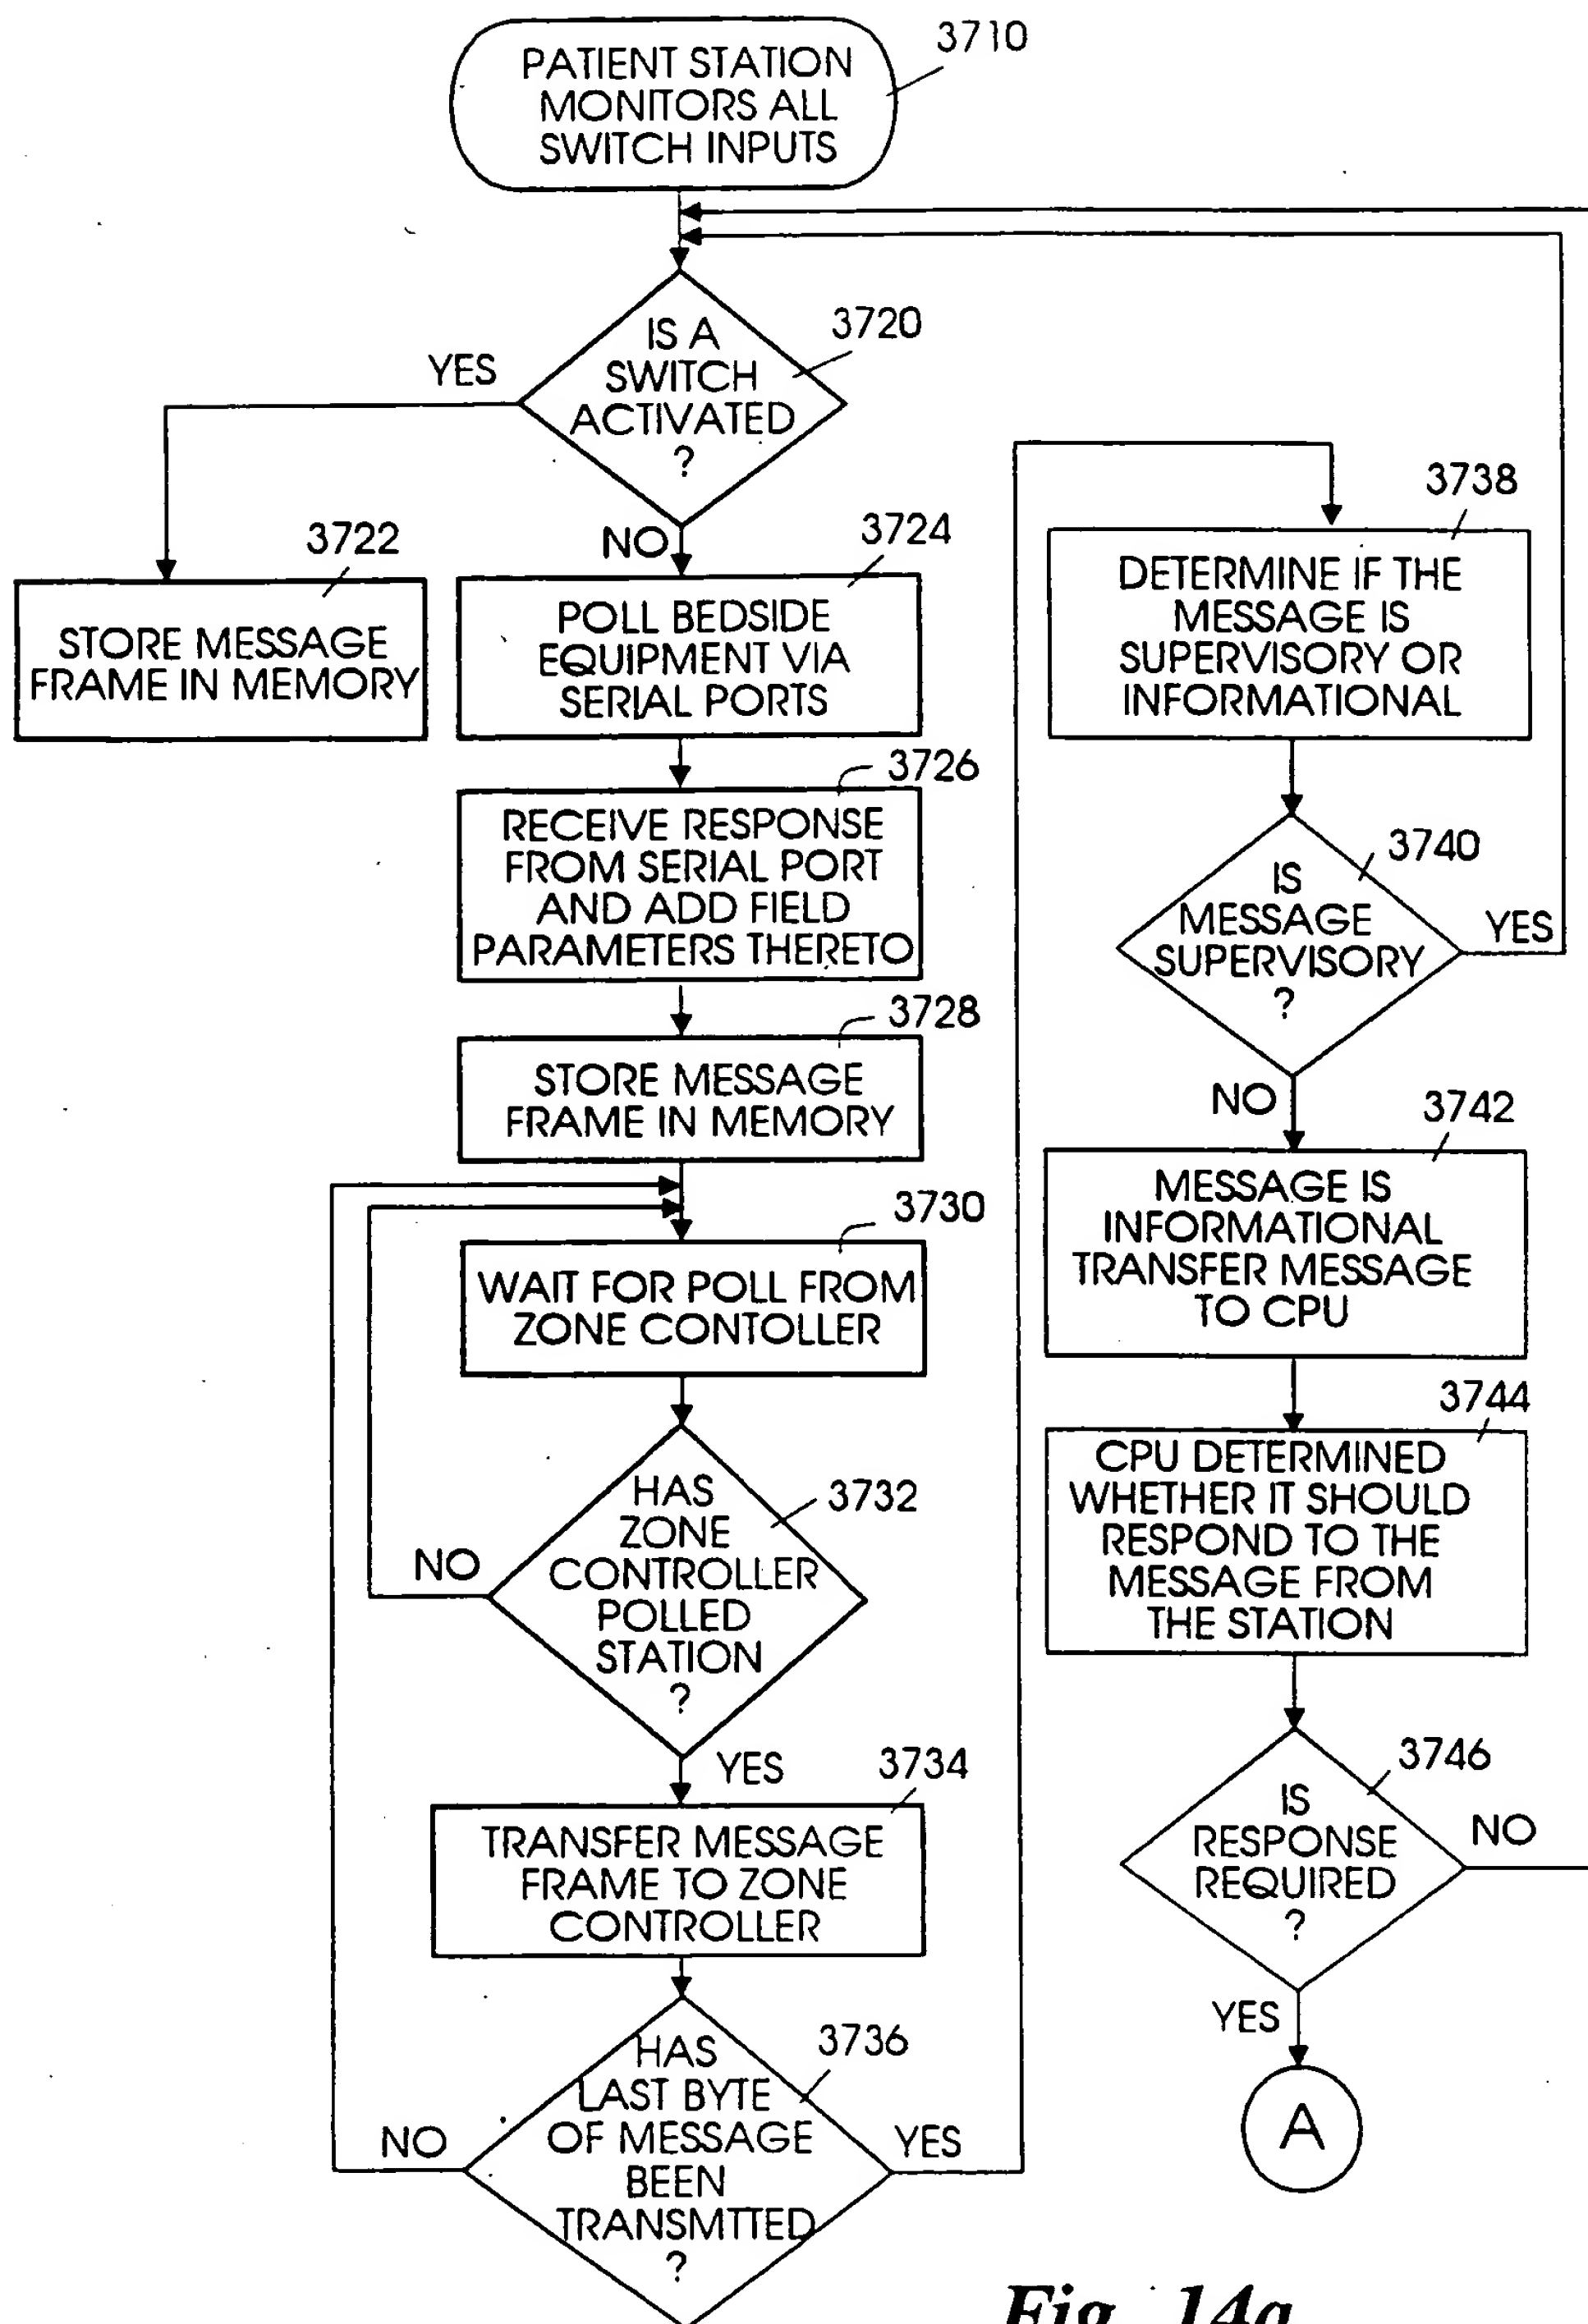 3710
PATIENT STATION
MONITORS ALL
SWITCH INPUTS
3720
IS A
SWITCH
ACTIVATED
?
YES
NO
3722
STORE MESSAGE
FRAME IN MEMORY
3724
POLL BEDSIDE
EQUIPMENT VIA
SERIAL PORTS
3726
RECEIVE RESPONSE
FROM SERIAL PORT
AND ADD FIELD
PARAMETERS THERETO
3728
STORE MESSAGE
FRAME IN MEMORY
3730
WAIT FOR POLL FROM
ZONE CONTOLLER
3732
HAS
ZONE
CONTROLLER
POLLED
STATION
?
NO
YES
3734
TRANSFER MESSAGE
FRAME TO ZONE
CONTROLLER
3736
HAS
LAST BYTE
OF MESSAGE
BEEN
TRANSMTTED
?
NO
YES
3738
DETERMINE IF THE
MESSAGE IS
SUPERVISORY OR
INFORMATIONAL
3740
IS
MESSAGE
SUPERVISORY
?
YES
NO
3742
MESSAGE IS
INFORMATIONAL
TRANSFER MESSAGE
TO CPU
3744
CPU DETERMINED
WHETHER IT SHOULD
RESPOND TO THE
MESSAGE FROM
THE STATION
3746
IS
RESPONSE
REQUIRED
?
NO
YES
A
Fig. 14a